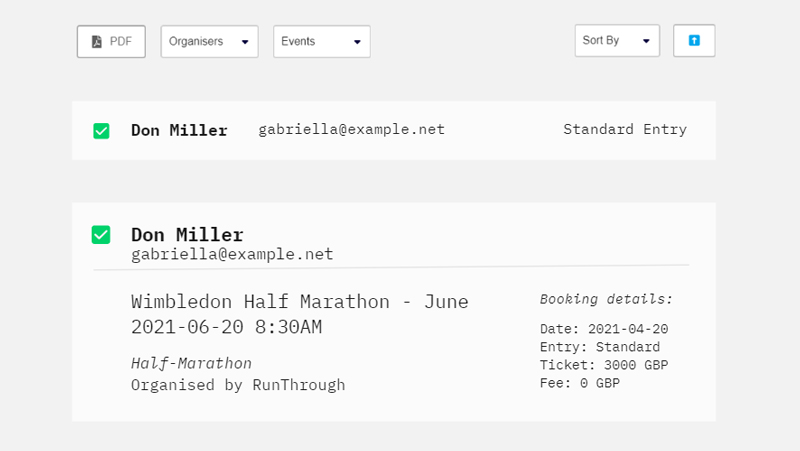 PDF Organisers Events Sort By
Don Miller gabriella@example.net Standard Entry
Don Miller
gabriella@example.net
Wimbledon Half Marathon - June
2021-06-20 8:30AM
Half-Marathon
Organised by RunThrough
Booking details:
Date: 2021-04-20
Entry: Standard
Ticket: 3000 GBP
Fee: 0 GBP